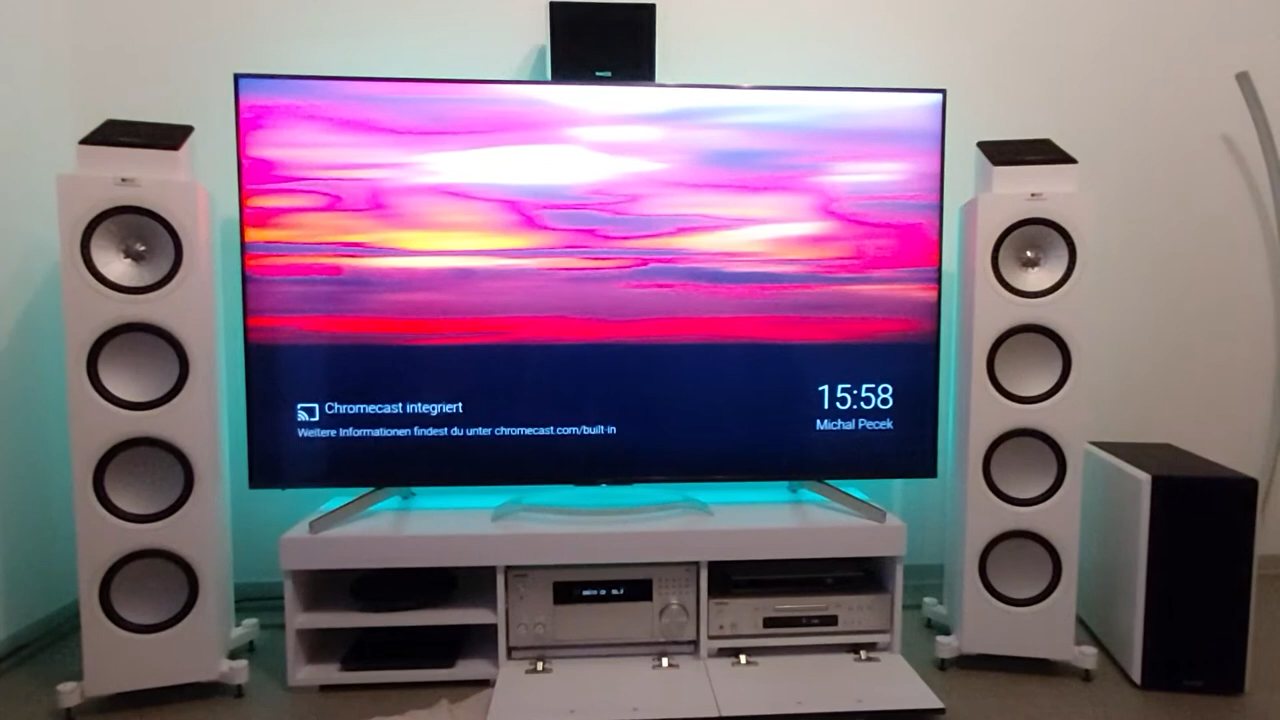 Chromecast integriert
Weitere Informationen findest du unter chromecast.com/built-in
15:58
Michal Pecek